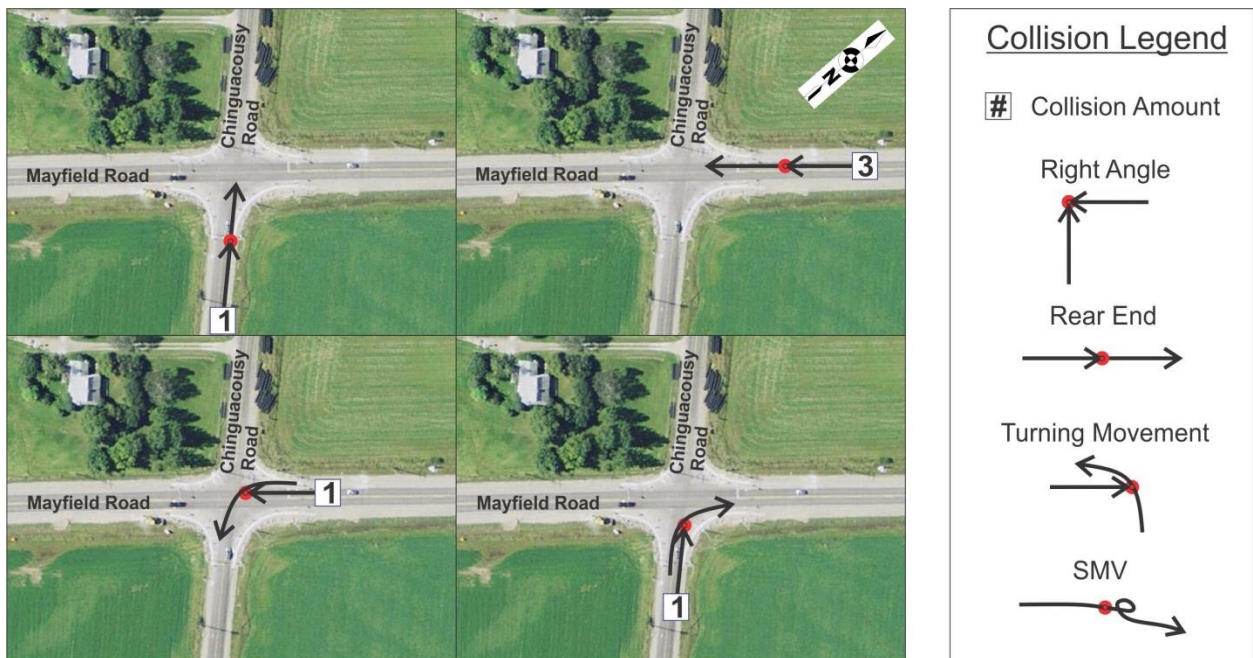 Chinguacousy
Road
Mayfield Road
1
Chinguacousy
Road
N
Mayfield Road
3
Chinguacousy
Road
Mayfield Road
1
Chinguacousy
Road
Mayfield Road
1
Collision Legend
# Collision Amount
Right Angle
Rear End
Turning Movement
SMV